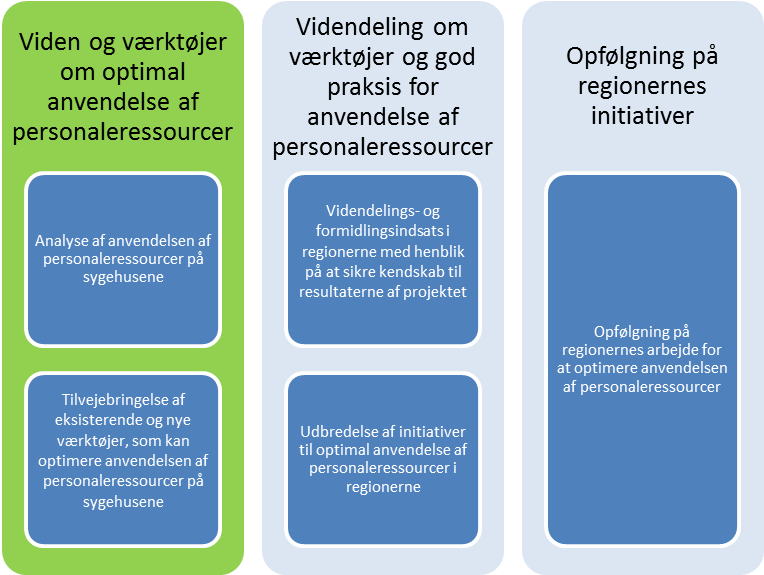 Viden og værktøjer
om optimal
anvendelse af
personaleressourcer
Analyse af anvendelsen af
personaleressourcer på
sygehusene
Tilvejebringelse af
eksisterende og nye
værktøjer, som kan
optimere anvendelsen af
personaleressourcer på
sygehusene
Videndeling om
værktøjer og god
praksis for
anvendelse af
personaleressourcer
Videndelings- og
formidlingsindsats i
regionerne med henblik
på at sikre kendskab til
resultaterne af projektet
Udbredelse af initiativer
til optimal anvendelse af
personaleressourcer i
regionerne
Opfølgning på
regionernes
initiativer
Opfølgning på
regionernes arbejde for
at optimere anvendelsen
af personaleressourcer